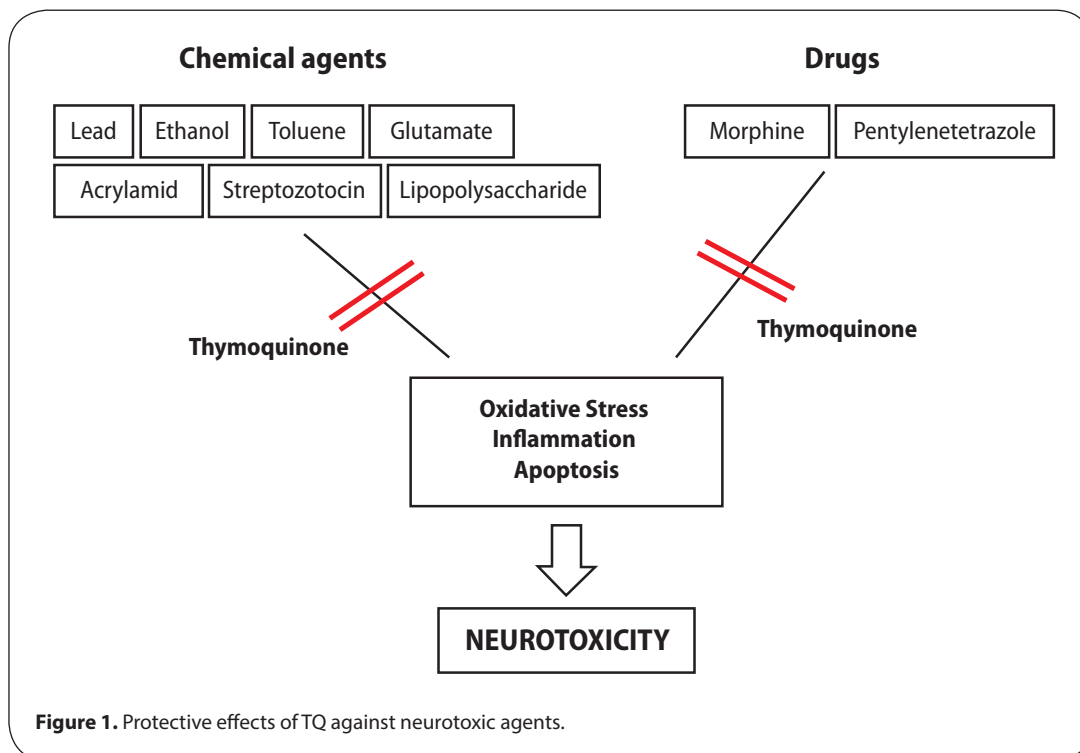 Chemical agents
Drugs
Lead
Ethanol
Toluene
Glutamate
Morphine
Pentylenetetrazole
Acrylamid
Streptozotocin
Lipopolysaccharide
Thymoquinone
Thymoquinone
Oxidative Stress
Inflammation
Apoptosis
NEUROTOXICITY
Figure 1. Protective effects of TQ against neurotoxic agents.